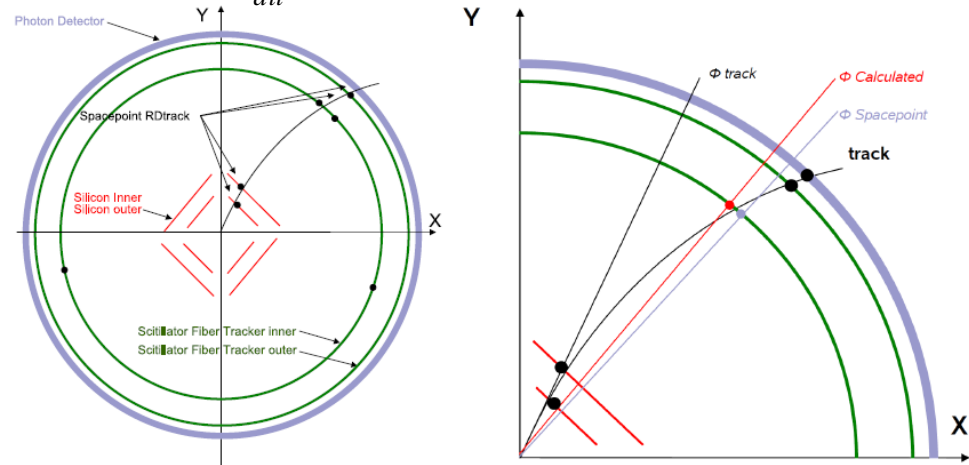 all
Y
Photon Detector
Spacepoint RDtrack
Silicon Inner
Silicon outer
X
Scitillator Fiber Tracker inner
Scitillator Fiber Tracker outer
Y
Φ track
Φ Calculated
Φ Spacepoint
track
X